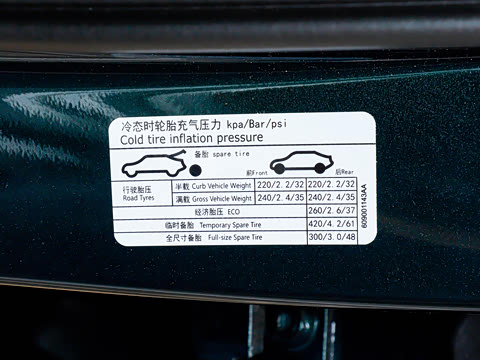 冷态时轮胎充气压力 kpa/Bar/psi
Cold tire inflation pressure
备胎 spare tire
前Front 后Rear
行驶胎压 Road Tyres
半载 Curb Vehicle Weight 220/2.2/32 220/2.2/32
满载 Gross Vehicle Weight 240/2.4/35 240/2.4/35
经济胎压 ECO 260/2.6/37
临时备胎 Temporary Spare Tire 420/4.2/61
全尺寸备胎 Full-size Spare Tire 300/3.0/48
609001143AA